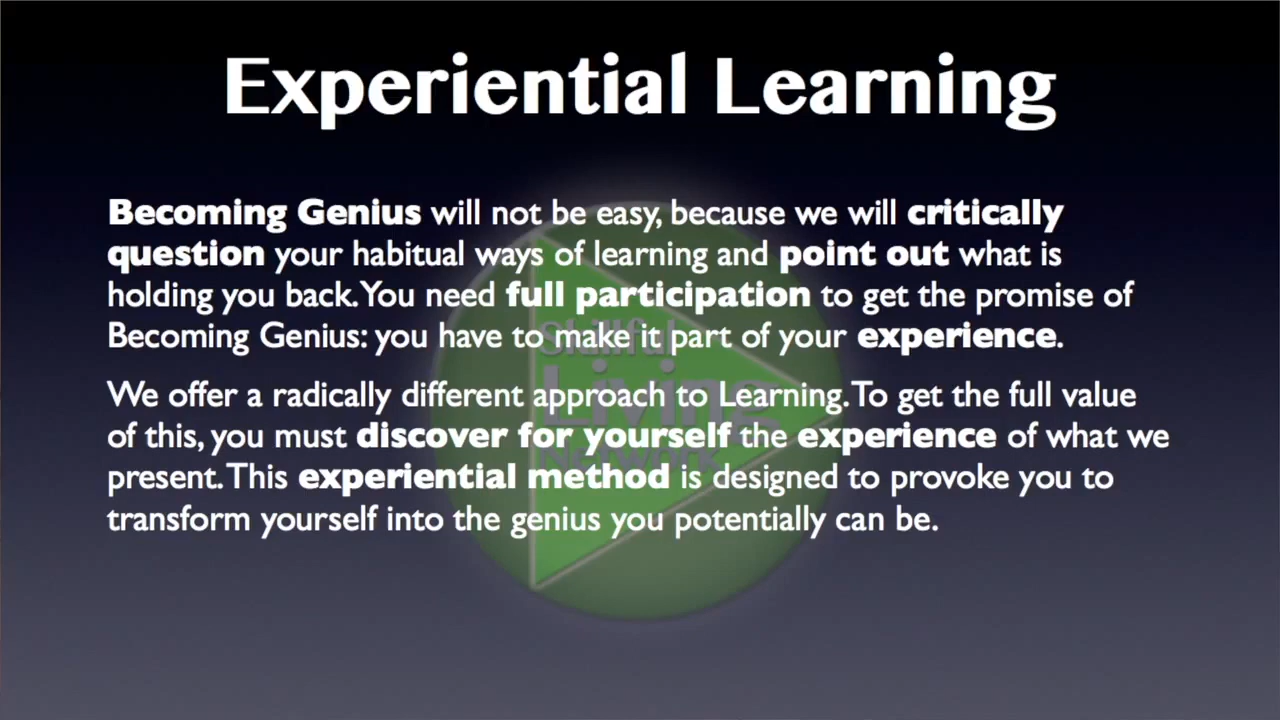 Experiential Learning
Becoming Genius will not be easy, because we will critically
question your habitual ways of learning and point out what is
holding you back. You need full participation to get the promise of
Becoming Genius: you have to make it part of your experience.
We offer a radically different approach to Learning. To get the full value
of this, you must discover for yourself the experience of what we
present. This experiential method is designed to provoke you to
transform yourself into the genius you potentially can be.
Skillful
Living
Network